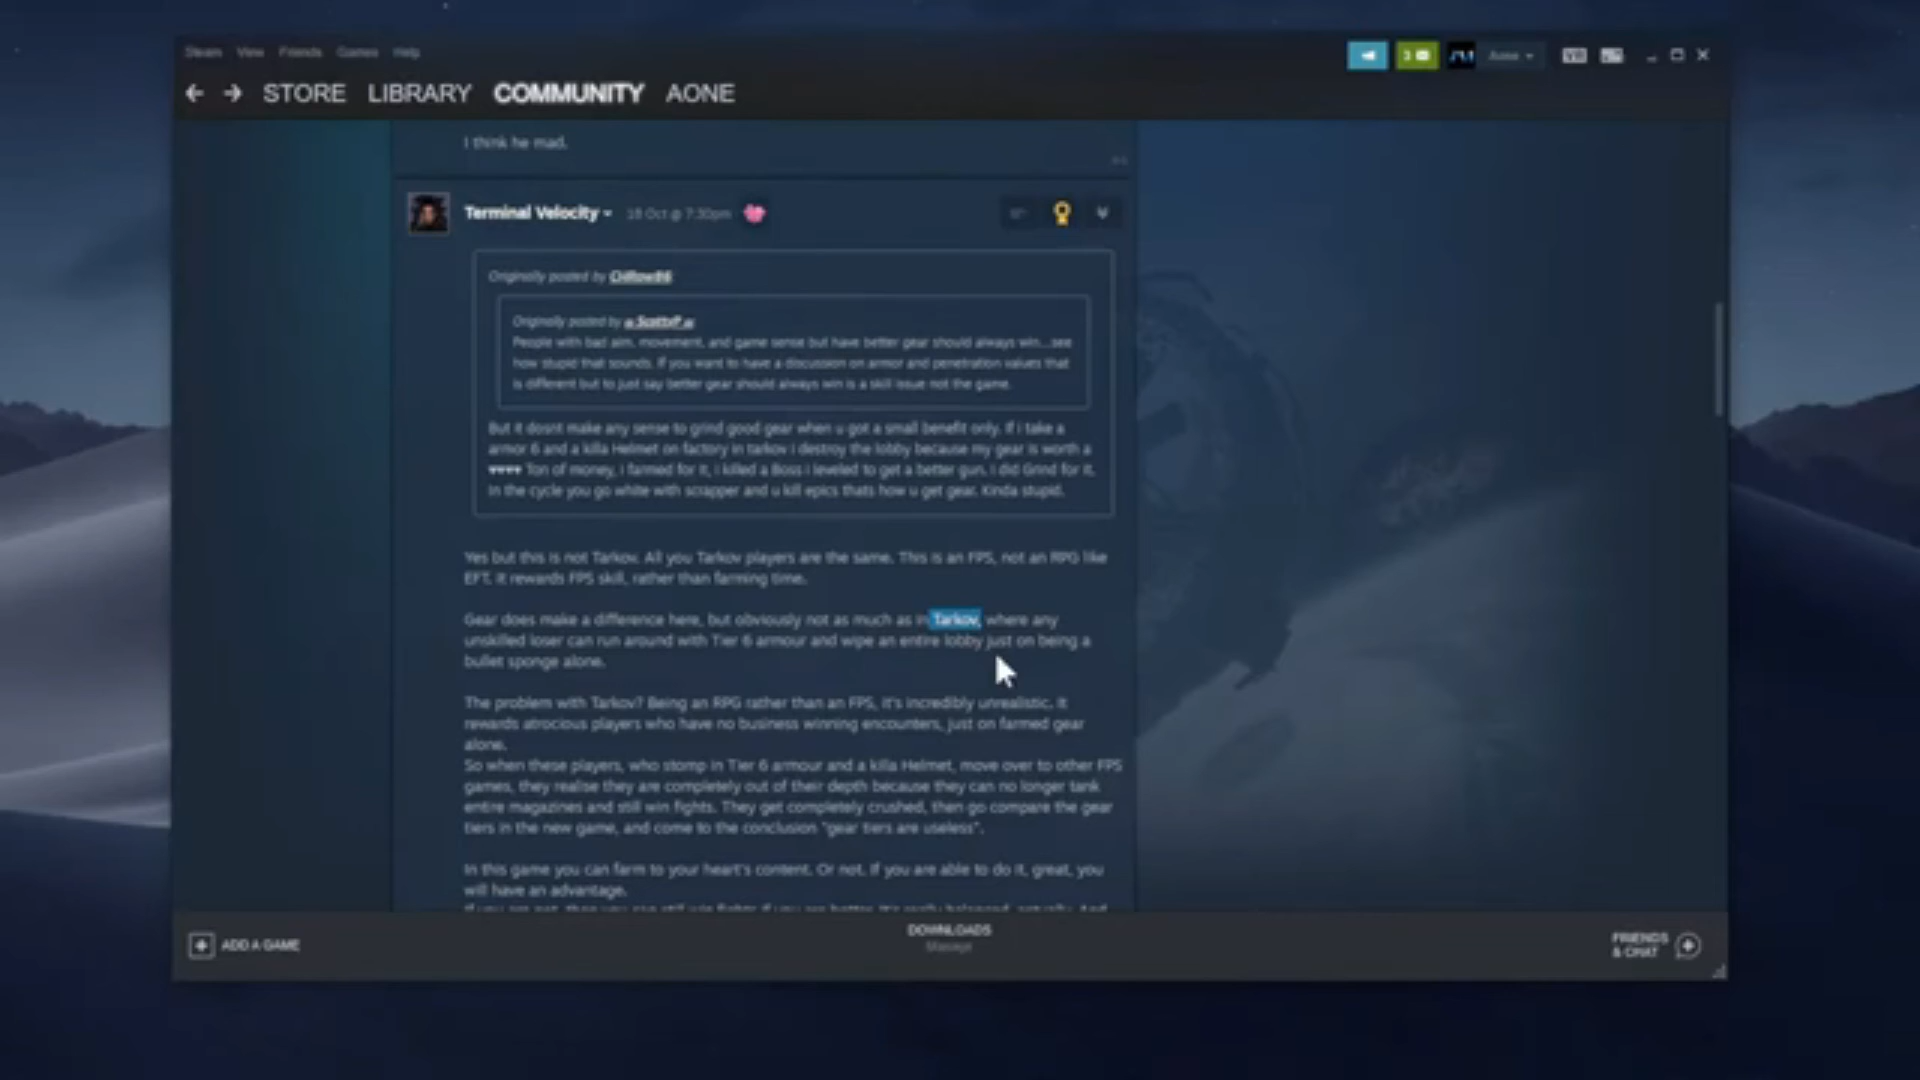 Steam View Friends Games Help
3
Aone
VR
STORE LIBRARY COMMUNITY AONE
I think he mad.
Terminal Velocity 18 Oct @ 7:30pm
Originally posted by
Originally posted by ScottyP
People with bad aim, movement, and game sense but have better gear should always win...see
how stupid that sounds. If you want to have a discussion on armor and penetration values that
is different but to just say better gear should always win is a skill issue not the game.
But it dosnt make any sense to grind good gear when u got a small benefit only. If i take a
armor 6 and a killa Helmet on factory in tarkov i destroy the lobby because my gear is worth a
♥♥♥♥ Ton of money, i farmed for it, i killed a Boss i leveled to get a better gun. i did Grind for it.
In the cycle you go white with scrapper and u kill epics thats how u get gear. Kinda stupid.
Yes but this is not Tarkov. All you Tarkov players are the same. This is an FPS, not an RPG like
EFT. It rewards FPS skill, rather than farming time.
Gear does make a difference here, but obviously not as much as in Tarkov, where any
unskilled loser can run around with Tier 6 armour and wipe an entire lobby just on being a
bullet sponge alone.
The problem with Tarkov? Being an RPG rather than an FPS, it's incredibly unrealistic. It
rewards atrocious players who have no business winning encounters, just on farmed gear
alone.
So when these players, who stomp in Tier 6 armour and a killa Helmet, move over to other FPS
games, they realise they are completely out of their depth because they can no longer tank
entire magazines and still win fights. They get completely crushed, then go compare the gear
tiers in the new game, and come to the conclusion "gear tiers are useless".
In this game you can farm to your heart's content. Or not. If you are able to do it, great, you
will have an advantage.
ADD A GAME
DOWNLOADS
Manage
FRIENDS
& CHAT